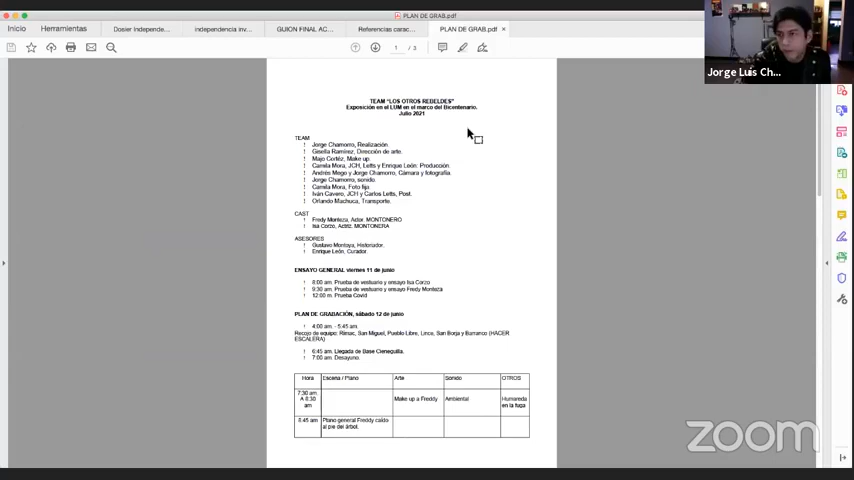 PLAN DE GRAB.pdf
Inicio
Herramientas
Dosier independe...
independencia inv...
GUION FINAL AC...
Referencias carac...
PLAN DE GRAB.pdf ×
1 / 3
Jorge Luis Ch...
TEAM "LOS OTROS REBELDES"
Exposición en el LUM en el marco del Bicentenario.
Julio 2021
TEAM
! Jorge Chamorro, Realización.
! Gisella Ramírez, Dirección de arte.
! Majo Cortéz, Make up.
! Camila Mora, JCH, Letts y Enrique León: Producción.
! Andrés Mego y Jorge Chamorro, Cámara y fotografía.
! Jorge Chamorro, sonido.
! Camila Mora, Foto fija
! Iván Cavero, JCH y Carlos Letts, Post.
! Orlando Machuca, Transporte.
CAST
! Fredy Monteza, Actor. MONTONERO
! Isa Corzo, Actriz. MONTONERA
ASESORES
! Gustavo Montoya, Historiador.
! Enrique León, Curador.
ENSAYO GENERAL viernes 11 de junio
! 8:00 am. Prueba de vestuario y ensayo Isa Corzo
! 9:30 am. Prueba de vestuario y ensayo Fredy Monteza
! 12:00 m. Prueba Covid
PLAN DE GRABACIÓN, sábado 12 de junio
! 4:00 am. - 5:45 am.
Recojo de equipo: Rímac, San Miguel, Pueblo Libre, Lince, San Borja y Barranco (HACER
ESCALERA)
! 6:45 am. Llegada de Base Cieneguilla.
! 7:00 am. Desayuno.
Hora Escena / Plano Arte Sonido OTROS
7:30 am
A 8:30
am
Make up a Freddy
Ambiental
Humareda
en la fuga
8:45 am
Plano general Freddy caído
al pie del árbol.
zoom